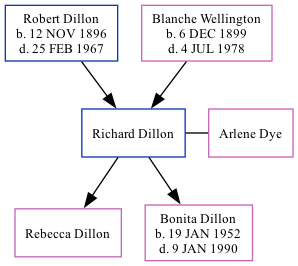 Robert Dillon
b. 12 NOV 1896
d. 25 FEB 1967
Blanche Wellington
b. 6 DEC 1899
d. 4 JUL 1978
Richard Dillon
Arlene Dye
Rebecca Dillon
Bonita Dillon
b. 19 JAN 1952
d. 9 JAN 1990